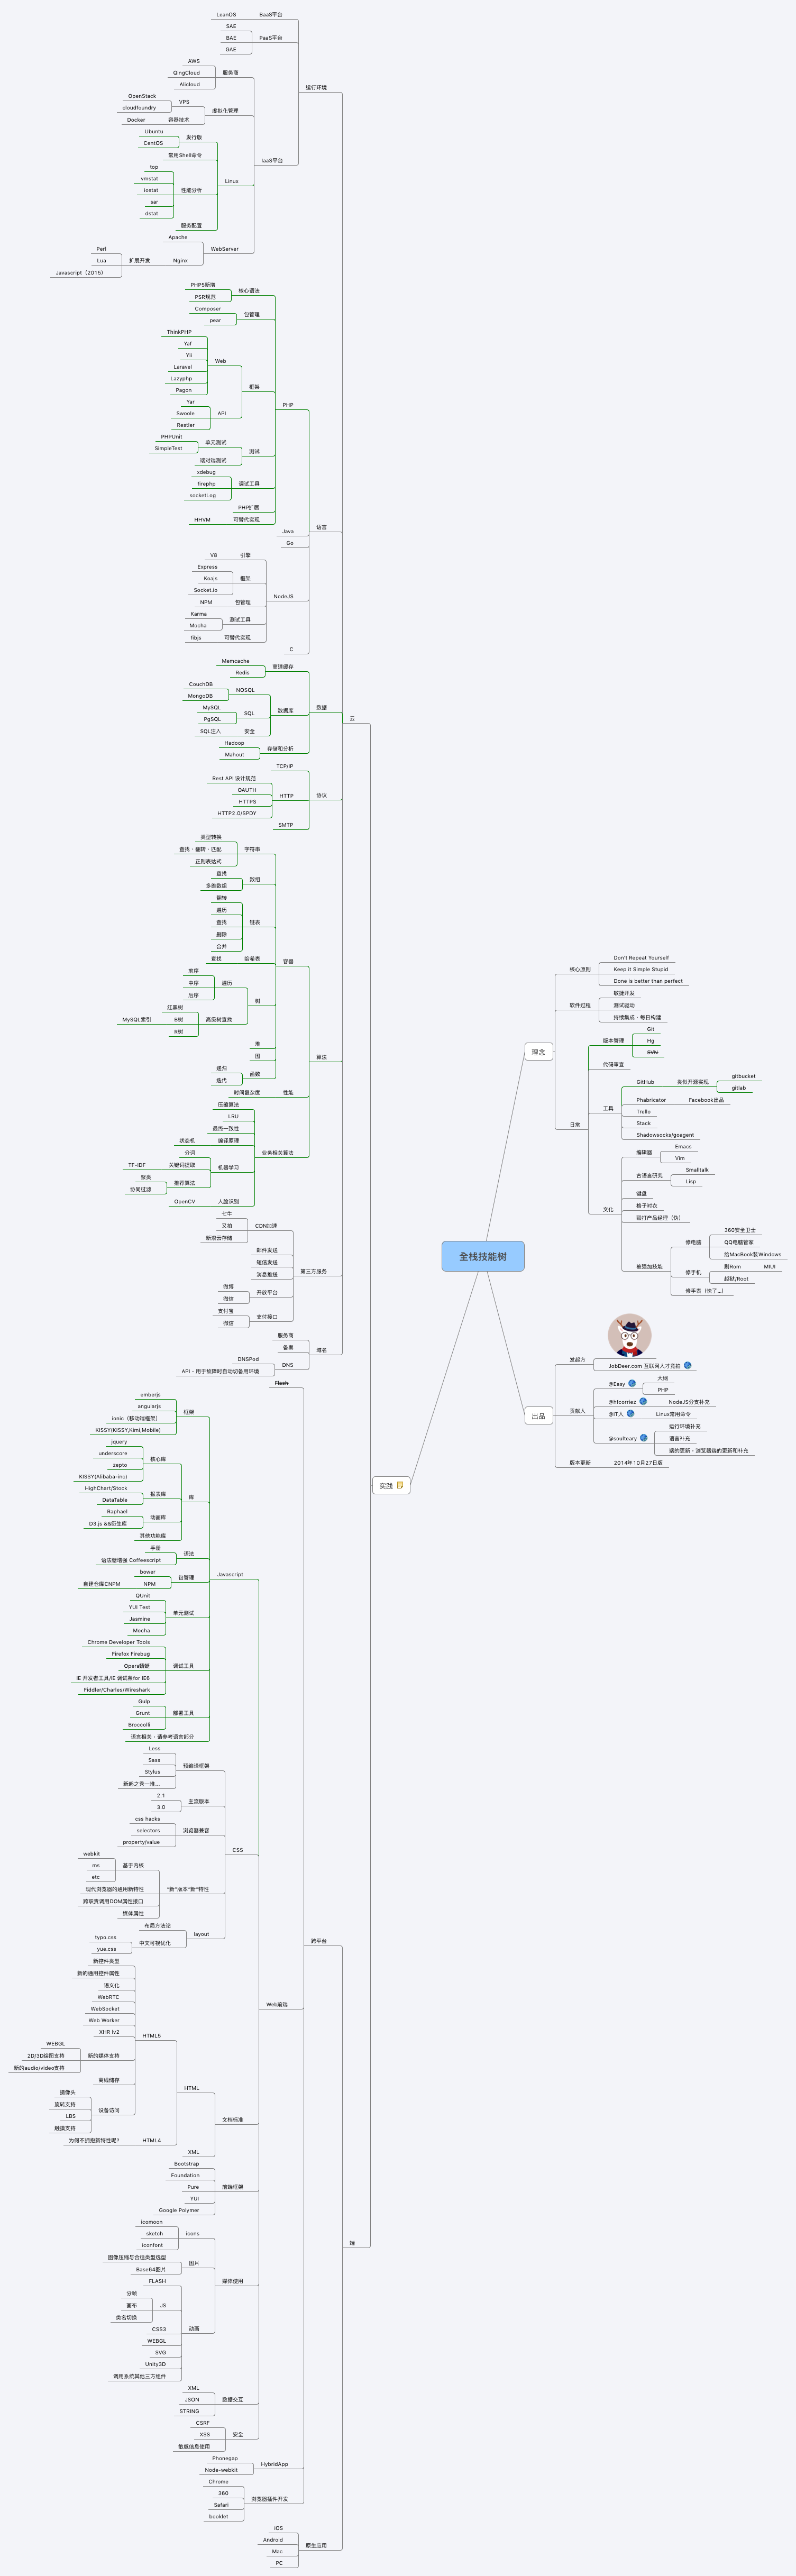 LeanOS
BaaS平台
SAE
BAE
PaaS平台
GAE
AWS
QingCloud
服务商
Alicloud
运行环境
OpenStack
VPS
cloudfoundry
虚拟化管理
Docker
容器技术
Ubuntu
发行版
CentOS
常用Shell命令
IaaS平台
top
vmstat
Linux
iostat
性能分析
sar
dstat
服务配置
Apache
Perl
WebServer
Lua
扩展开发
Nginx
Javascript（2015）
PHP5新增
核心语法
PSR规范
Composer
包管理
pear
ThinkPHP
Yaf
Yii
Web
Laravel
Lazyphp
框架
Pagon
Yar
PHP
Swoole
API
Restler
PHPUnit
单元测试
SimpleTest
测试
端对端测试
xdebug
firephp
调试工具
socketLog
PHP扩展
HHVM
可替代实现
语言
Java
Go
V8
引擎
Express
Koajs
框架
Socket.io
NodeJS
NPM
包管理
Karma
测试工具
Mocha
fibjs
可替代实现
C
Memcache
高速缓存
Redis
CouchDB
NOSQL
MongoDB
MySQL
数据
SQL
数据库
PgSQL
云
SQL注入
安全
Hadoop
存储和分析
Mahout
TCP/IP
Rest API 设计规范
OAUTH
HTTP
协议
HTTPS
HTTP2.0/SPDY
SMTP
类型转换
查找、翻转、匹配
字符串
正则表达式
查找
数组
多维数组
翻转
遍历
查找
链表
删除
合并
查找
哈希表
容器
前序
中序
遍历
后序
树
红黑树
MySQL索引
B树
高级树查找
R树
堆
图
算法
递归
函数
迭代
时间复杂度
性能
压缩算法
LRU
最终一致性
状态机
编译原理
业务相关算法
分词
TF-IDF
关键词提取
机器学习
聚类
推荐算法
协同过滤
OpenCV
人脸识别
七牛
又拍
CDN加速
新浪云存储
邮件发送
短信发送
消息推送
第三方服务
微博
开放平台
微信
支付宝
支付接口
微信
服务商
备案
域名
DNSPod
DNS
API - 用于故障时自动切备用环境
Flash
emberjs
angularjs
框架
ionic（移动端框架）
KISSY(KISSY,Kimi,Mobile)
jquery
underscore
核心库
zepto
KISSY(Alibaba-inc)
HighChart/Stock
报表库
库
DataTable
Raphael
动画库
D3.js &&衍生库
其他功能库
手册
语法
语法糖增强 Coffeescript
bower
包管理
Javascript
自建仓库CNPM
NPM
QUnit
YUI Test
单元测试
Jasmine
Mocha
Chrome Developer Tools
Firefox Firebug
Opera蜻蜓
调试工具
IE 开发者工具/IE 调试条for IE6
Fiddler/Charles/Wireshark
Gulp
Grunt
部署工具
Broccolli
语言相关 - 请参考语言部分
Less
Sass
预编译框架
Stylus
新起之秀一堆...
2.1
主流版本
3.0
css hacks
selectors
浏览器兼容
property/value
CSS
webkit
ms
基于内核
etc
现代浏览器的通用新特性
“新”版本“新”特性
跨职责调用DOM属性接口
媒体属性
布局方法论
layout
typo.css
中文可视优化
yue.css
跨平台
新控件类型
新的通用控件属性
语义化
WebRTC
WebSocket
Web前端
Web Worker
XHR lv2
HTML5
WEBGL
2D/3D绘图支持
新的媒体支持
新的audio/video支持
离线储存
HTML
摄像头
旋转支持
设备访问
LBS
文档标准
触摸支持
为何不拥抱新特性呢？
HTML4
XML
Bootstrap
Foundation
Pure
前端框架
YUI
Google Polymer
icomoon
sketch
icons
iconfont
端
图像压缩与合适类型选型
图片
Base64图片
FLASH
媒体使用
分帧
画布
JS
类名切换
CSS3
动画
WEBGL
SVG
Unity3D
调用系统其他三方组件
XML
JSON
数据交互
STRING
CSRF
XSS
安全
敏感信息使用
Phonegap
HybridApp
Node-webkit
Chrome
360
浏览器插件开发
Safari
booklet
iOS
Android
原生应用
Mac
PC
实践
全栈技能树
理念
核心原则
Don't Repeat Yourself
Keep it Simple Stupid
Done is better than perfect
软件过程
敏捷开发
测试驱动
持续集成、每日构建
日常
版本管理
Git
Hg
SVN
代码审查
工具
GitHub
类似开源实现
gitbucket
gitlab
Phabricator
Facebook出品
Trello
Stack
Shadowsocks/goagent
文化
编辑器
Emacs
Vim
古语言研究
Smalltalk
Lisp
键盘
格子衬衣
殴打产品经理（伪）
被强加技能
修电脑
360安全卫士
QQ电脑管家
给MacBook装Windows
修手机
刷Rom
MIUI
越狱/Root
修手表（快了...）
出品
发起方
JobDeer.com 互联网人才竞拍
贡献人
@Easy
大纲
PHP
@hfcorriez
NodeJS分支补充
@IT人
Linux常用命令
@soulteary
运行环境补充
语言补充
端的更新 - 浏览器端的更新和补充
版本更新
2014年10月27日版